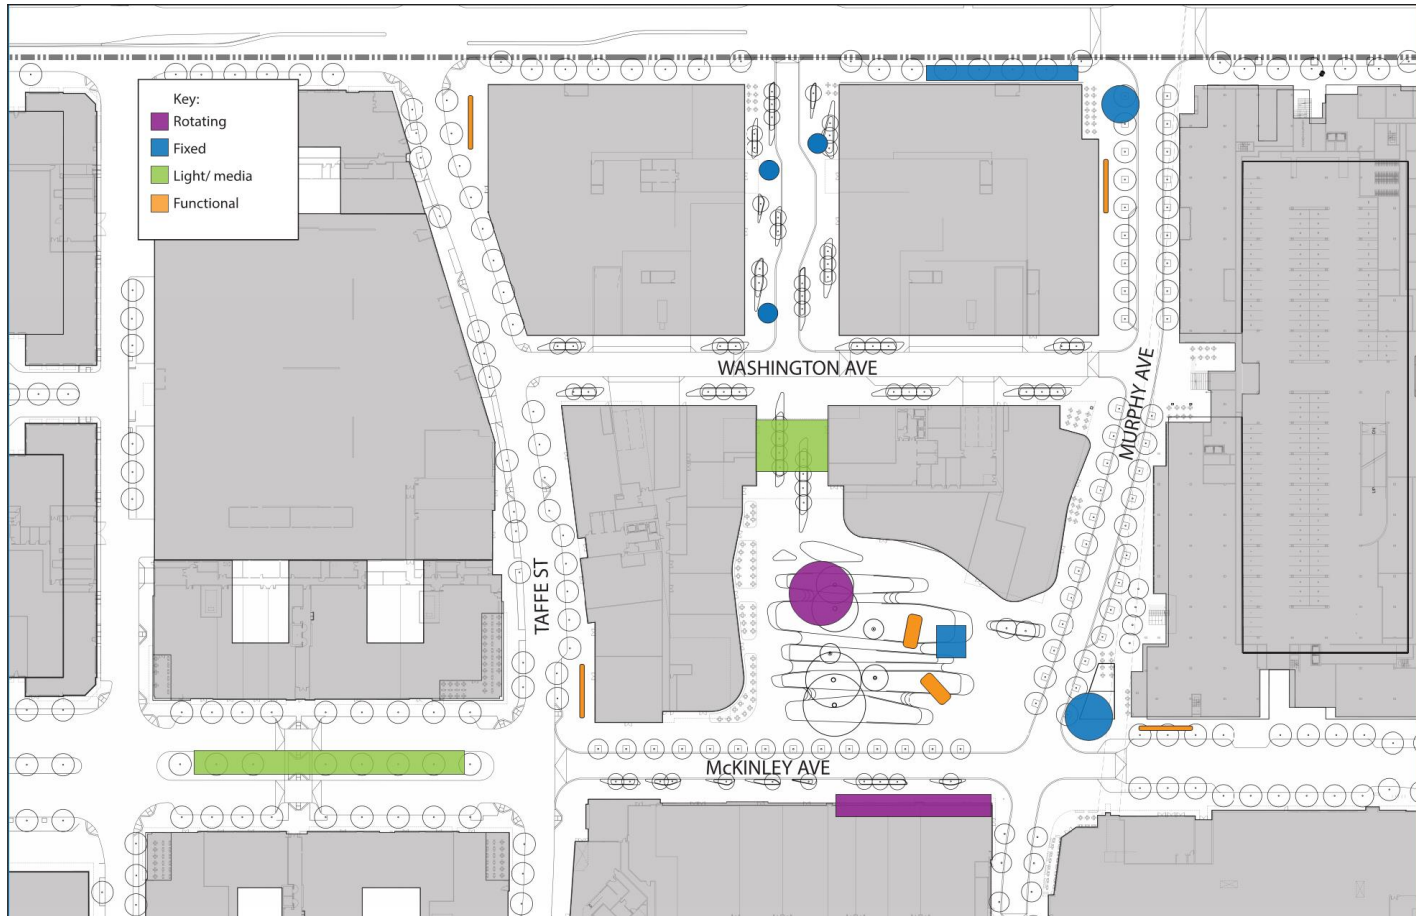 Key:
Rotating
Fixed
Light/ media
Functional
WASHINGTON AVE
MURPHY AVE
TAFFE ST
McKINLEY AVE